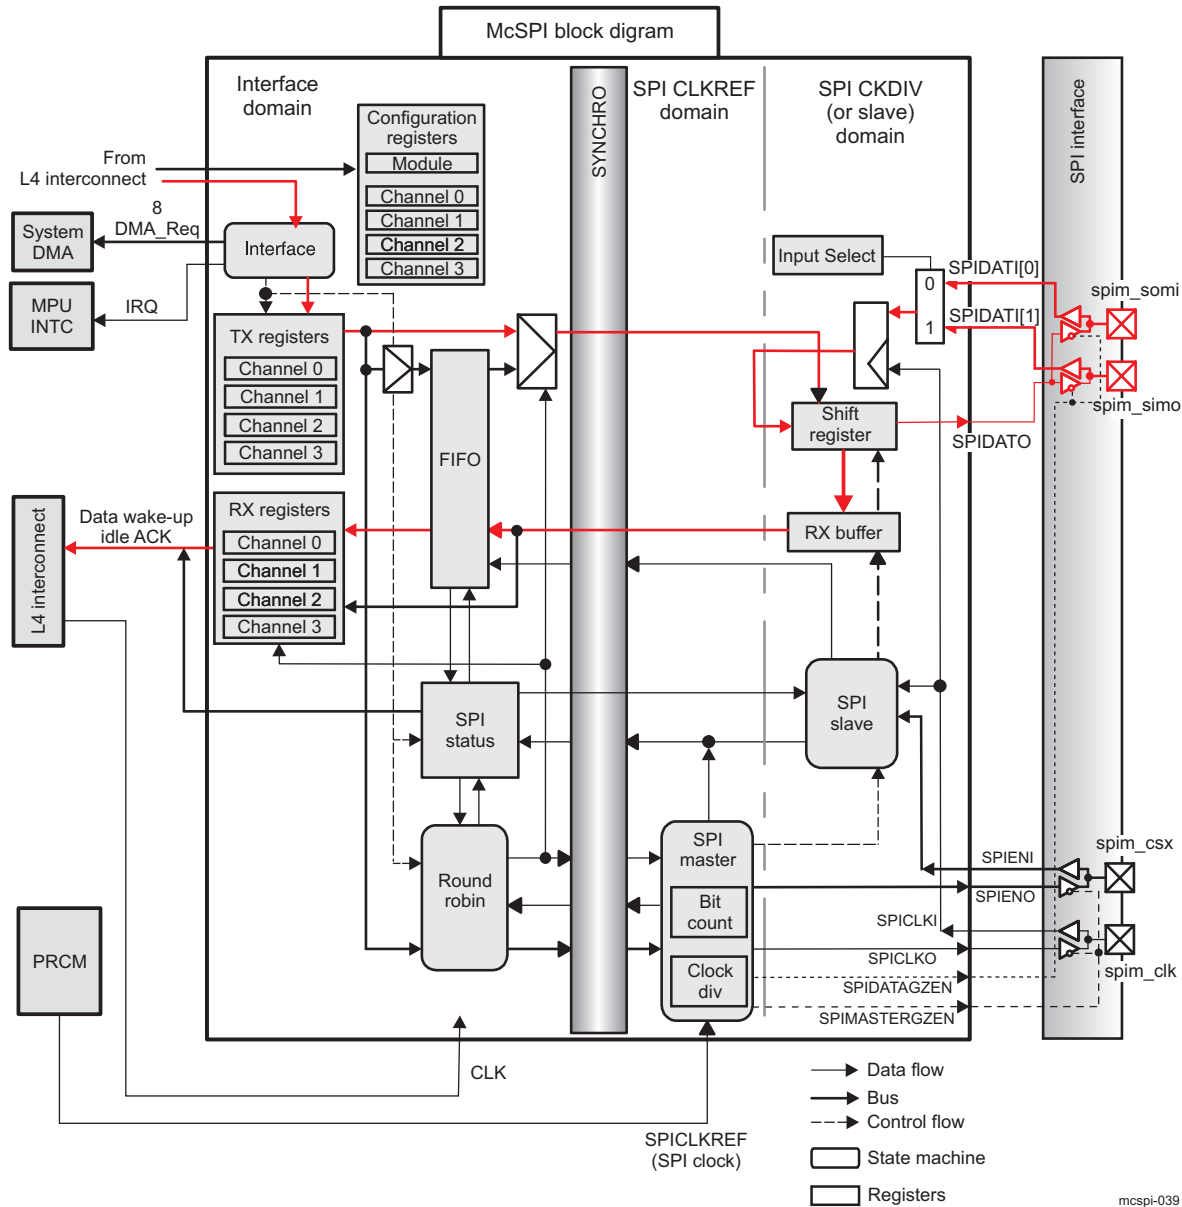 McSPI block digram
Interface
domain
SYNCHRO
SPI CLKREF
domain
SPI CKDIV
(or slave)
domain
SPI interface
Configuration
registers
Module
Channel 0
Channel 1
Channel 2
Channel 3
From
L4 interconnect
8
DMA_Req
System
DMA
Interface
MPU
INTC
IRQ
Input Select
0
1
SPIDATI[0]
SPIDATI[1]
spim_somi
spim_simo
TX registers
Channel 0
Channel 1
Channel 2
Channel 3
FIFO
Shift
register
SPIDATO
RX registers
Channel 0
Channel 1
Channel 2
Channel 3
RX buffer
Data wake-up
idle ACK
L4 interconnect
SPI
status
SPI
slave
Round
robin
SPI
master
Bit
count
Clock
div
SPIENI
SPIENO
SPICLKI
SPICLKO
SPIDATAGZEN
SPIMASTERGZEN
spim_csx
spim_clk
PRCM
CLK
SPICLKREF
(SPI clock)
Data flow
Bus
Control flow
State machine
Registers
mcspi-039